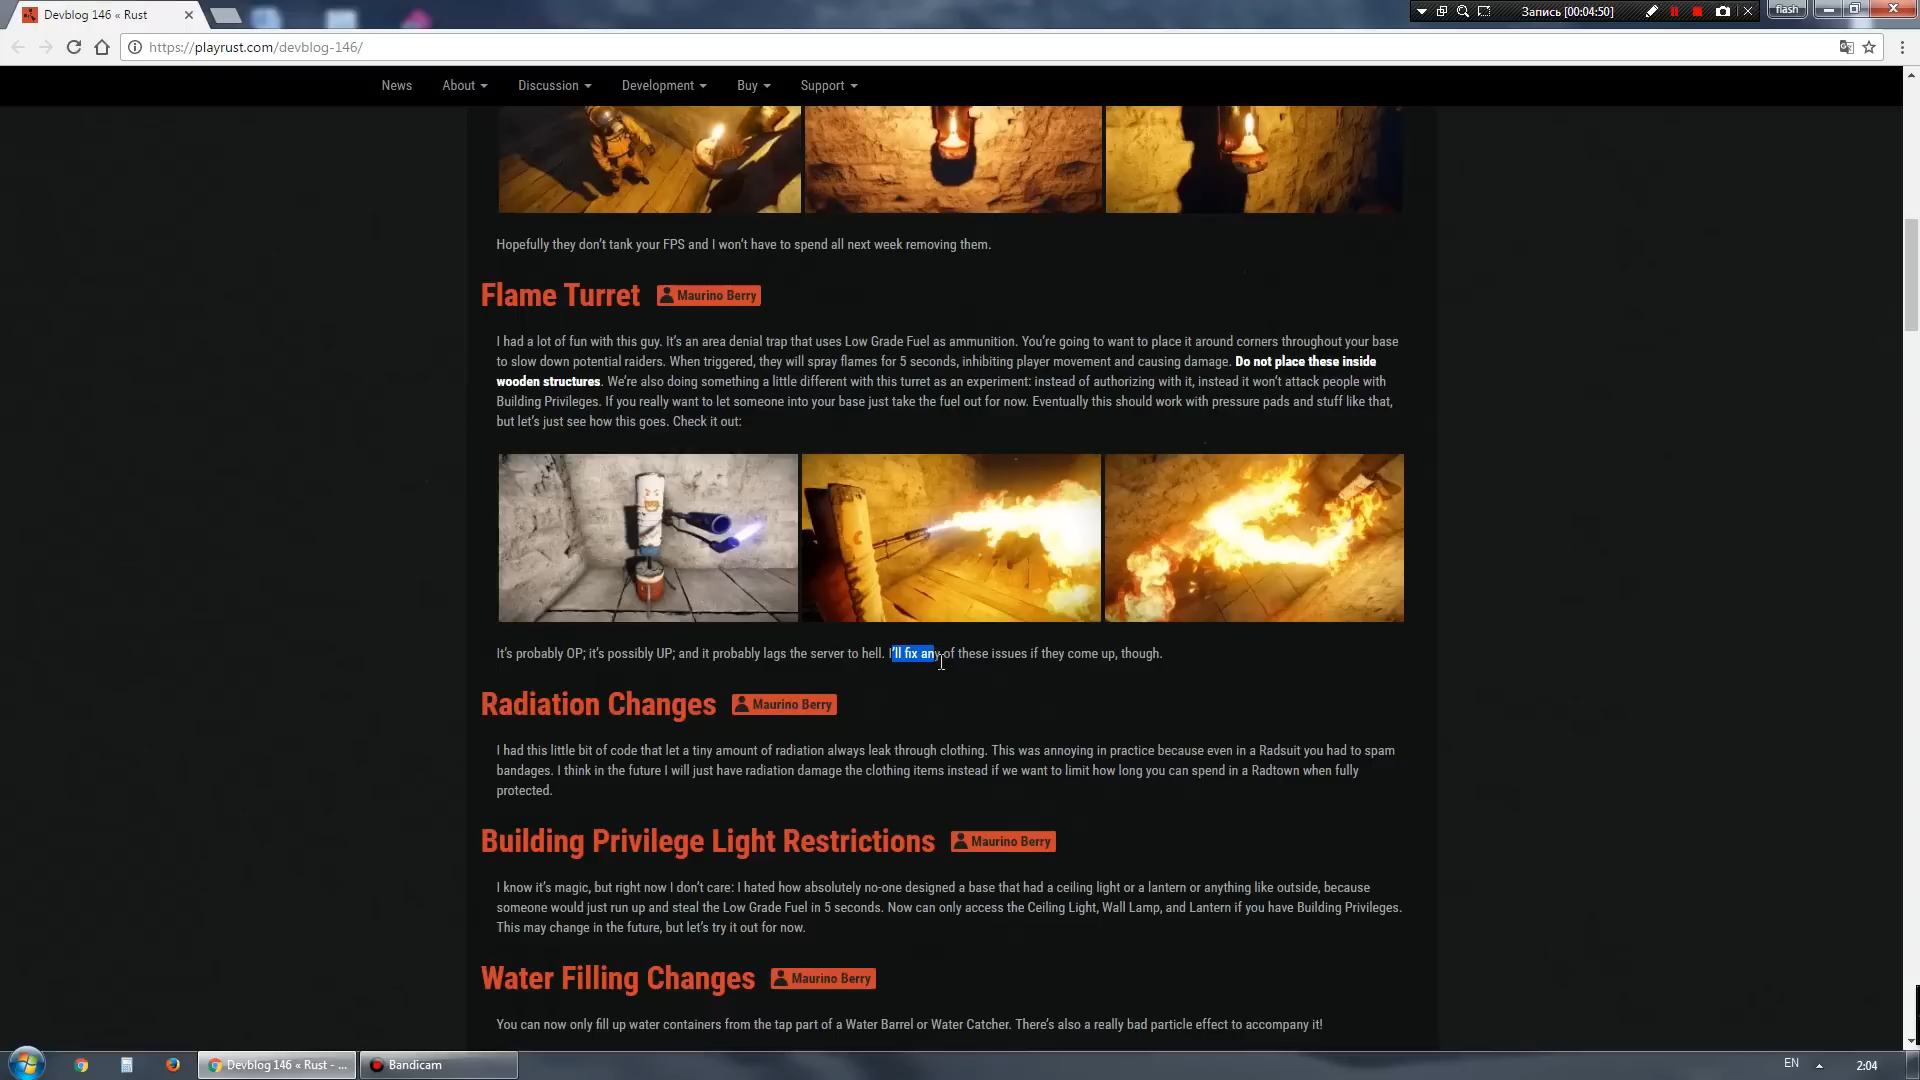 Devblog 146 « Rust
Запись [00:04:50]
flash
https://playrust.com/devblog-146/
News About Discussion Development Buy Support
Hopefully they don’t tank your FPS and I won’t have to spend all next week removing them.
Flame Turret Maurino Berry
I had a lot of fun with this guy. It’s an area denial trap that uses Low Grade Fuel as ammunition. You’re going to want to place it around corners throughout your base
to slow down potential raiders. When triggered, they will spray flames for 5 seconds, inhibiting player movement and causing damage. Do not place these inside
wooden structures. We’re also doing something a little different with this turret as an experiment: instead of authorizing with it, instead it won’t attack people with
Building Privileges. If you really want to let someone into your base just take the fuel out for now. Eventually this should work with pressure pads and stuff like that,
but let’s just see how this goes. Check it out:
It’s probably OP; it’s possibly UP; and it probably lags the server to hell. I’ll fix any of these issues if they come up, though.
Radiation Changes Maurino Berry
I had this little bit of code that let a tiny amount of radiation always leak through clothing. This was annoying in practice because even in a Radsuit you had to spam
bandages. I think in the future I will just have radiation damage the clothing items instead if we want to limit how long you can spend in a Radtown when fully
protected.
Building Privilege Light Restrictions Maurino Berry
I know it’s magic, but right now I don’t care: I hated how absolutely no-one designed a base that had a ceiling light or a lantern or anything like outside, because
someone would just run up and steal the Low Grade Fuel in 5 seconds. Now can only access the Ceiling Light, Wall Lamp, and Lantern if you have Building Privileges.
This may change in the future, but let’s try it out for now.
Water Filling Changes Maurino Berry
You can now only fill up water containers from the tap part of a Water Barrel or Water Catcher. There’s also a really bad particle effect to accompany it!
Devblog 146 « Rust - ... Bandicam EN 2:04